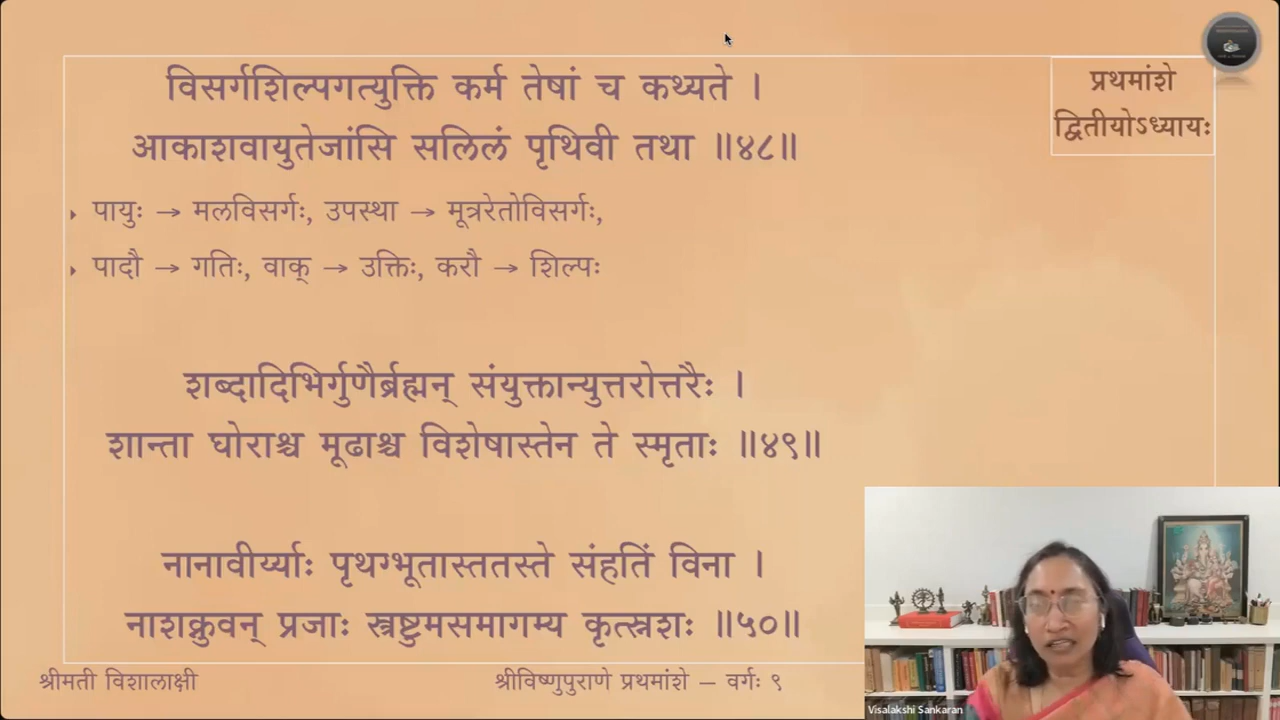 विसर्गशिल्पगत्युक्ति कर्म तेषां च कथ्यते ।
आकाशवायुतेजांसि सलिलं पृथिवी तथा ॥४८॥
पायुः → मलविसर्गः, उपस्था → मूत्ररेतोविसर्गः,
पादौ → गतिः, वाक् → उक्तिः, करौ → शिल्पः
शब्दादिभिर्गुणैर्ब्रह्मन् संयुक्तान्युत्तरोत्तरैः ।
शान्ता घोराश्च मूढाश्च विशेषास्तेन ते स्मृताः ॥४९॥
नानावीर्य्याः पृथग्भूतास्ततस्ते संहतिं विना ।
नाशक्नुवन् प्रजाः स्त्रष्टुमसमागम्य कृत्स्नशः ॥५०॥
प्रथमांशे
द्वितीयोऽध्यायः
श्रीमती विशालाक्षी
श्रीविष्णुपुराणे प्रथमांशे – वर्गः ९
Visalakshi Sankaran